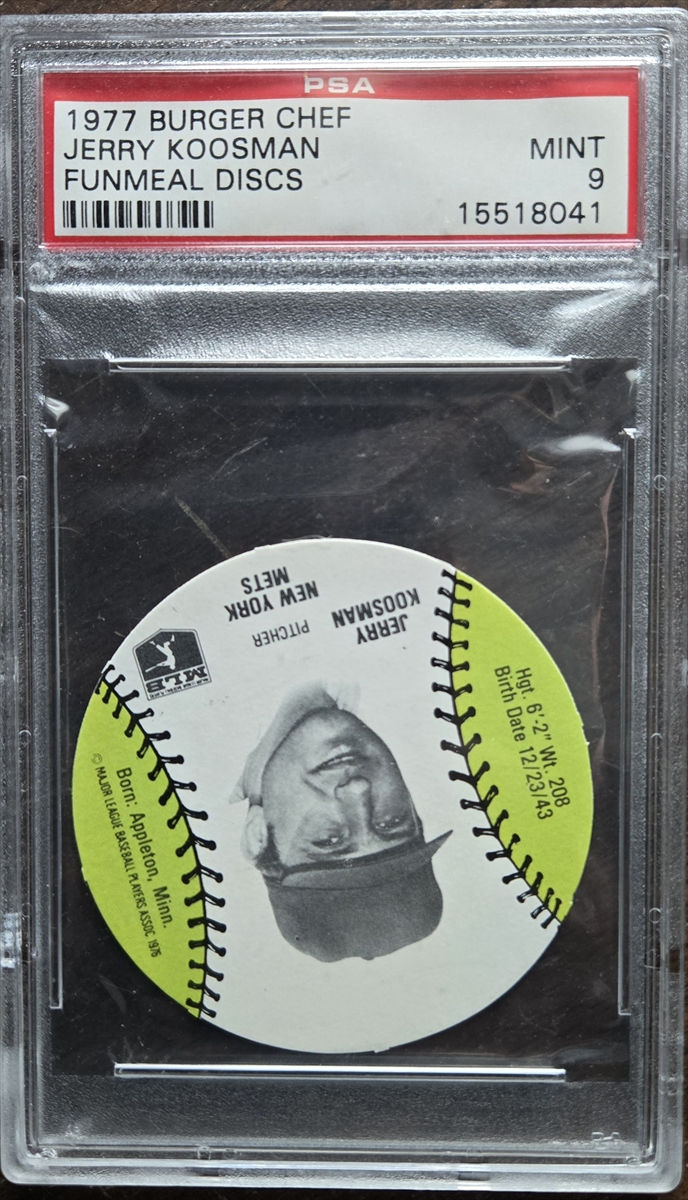 PSA
1977 BURGER CHEF
JERRY KOOSMAN MINT
FUNMEAL DISCS 9
15518041
JERRY
KOOSMAN
PITCHER
NEW YORK
METS
MLB
Hgt. 6'-2" Wt. 208
Birth Date 12/23/43
Born: Appleton, Minn.
© MAJOR LEAGUE BASEBALL PLAYERS ASSOC. 1976